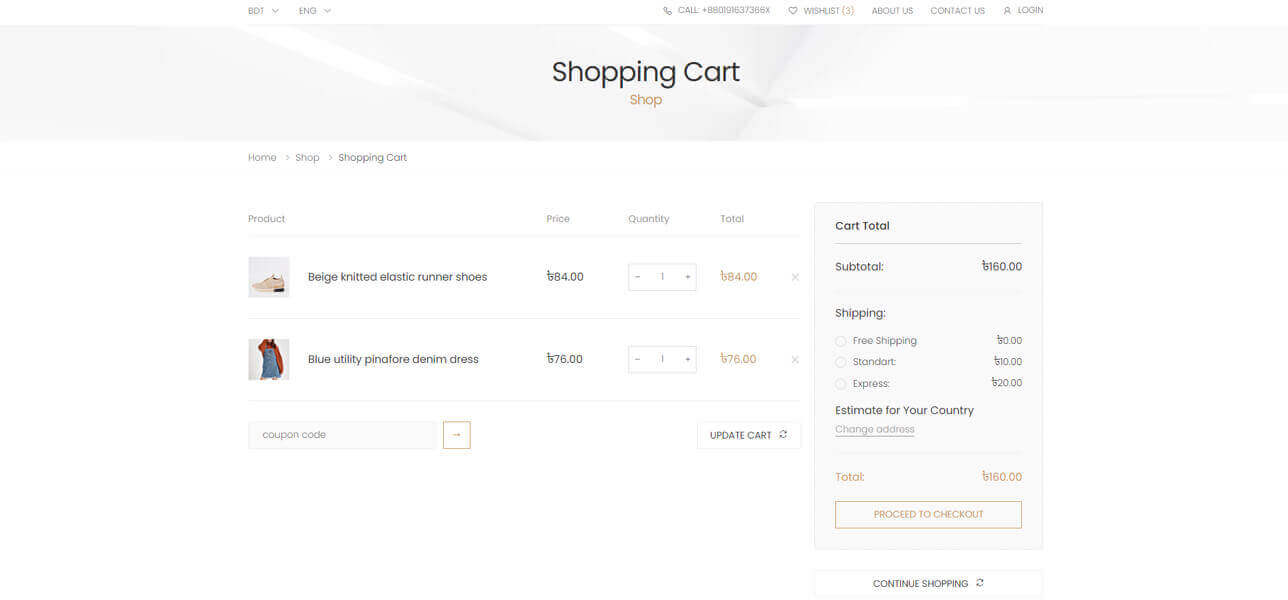 BDT ENG CALL: +880191637366X WISHLIST (3) ABOUT US CONTACT US LOGIN
Shopping Cart
Shop
Home > Shop > Shopping Cart
Product Price Quantity Total
Beige knitted elastic runner shoes ৳84.00 - 1 + ৳84.00 ×
Blue utility pinafore denim dress ৳76.00 - 1 + ৳76.00 ×
coupon code → UPDATE CART
Cart Total
Subtotal: ৳160.00
Shipping:
Free Shipping ৳0.00
Standart: ৳10.00
Express: ৳20.00
Estimate for Your Country
Change address
Total: ৳160.00
PROCEED TO CHECKOUT
CONTINUE SHOPPING